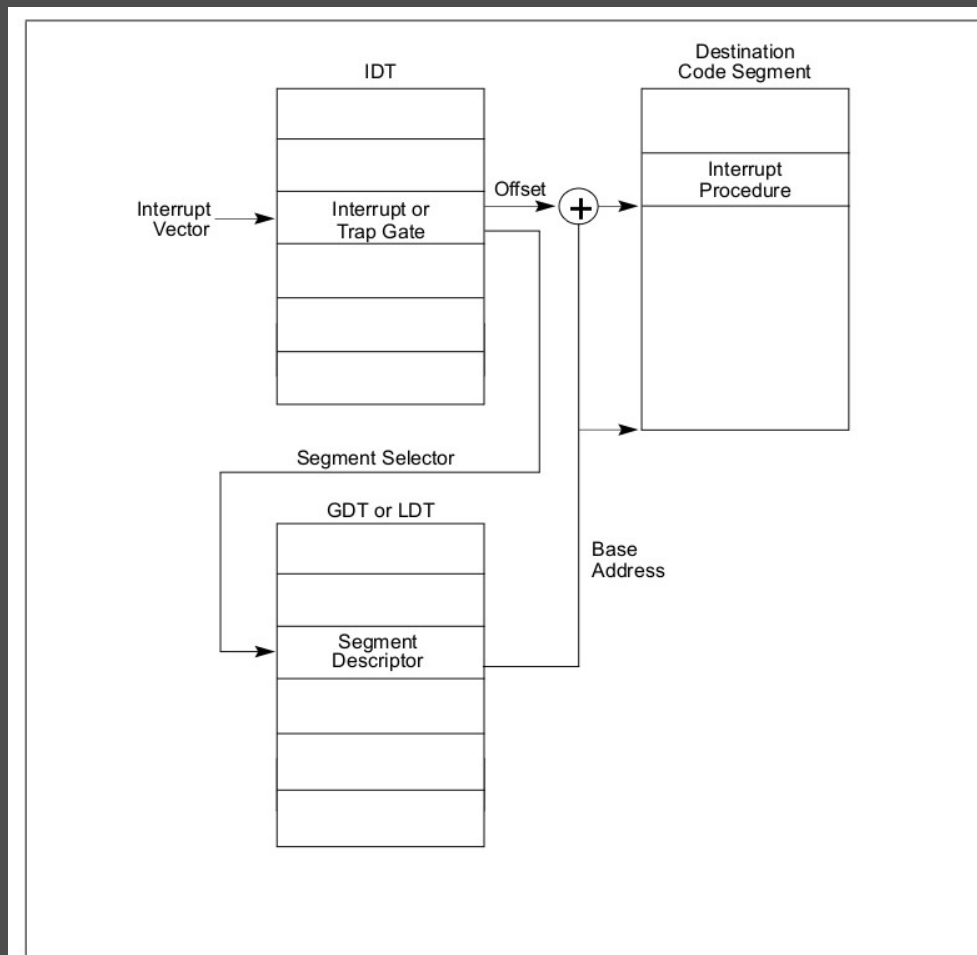 IDT
Destination
Code Segment
Interrupt
Vector
Interrupt or
Trap Gate
Offset
+
Interrupt
Procedure
Segment Selector
GDT or LDT
Segment
Descriptor
Base
Address